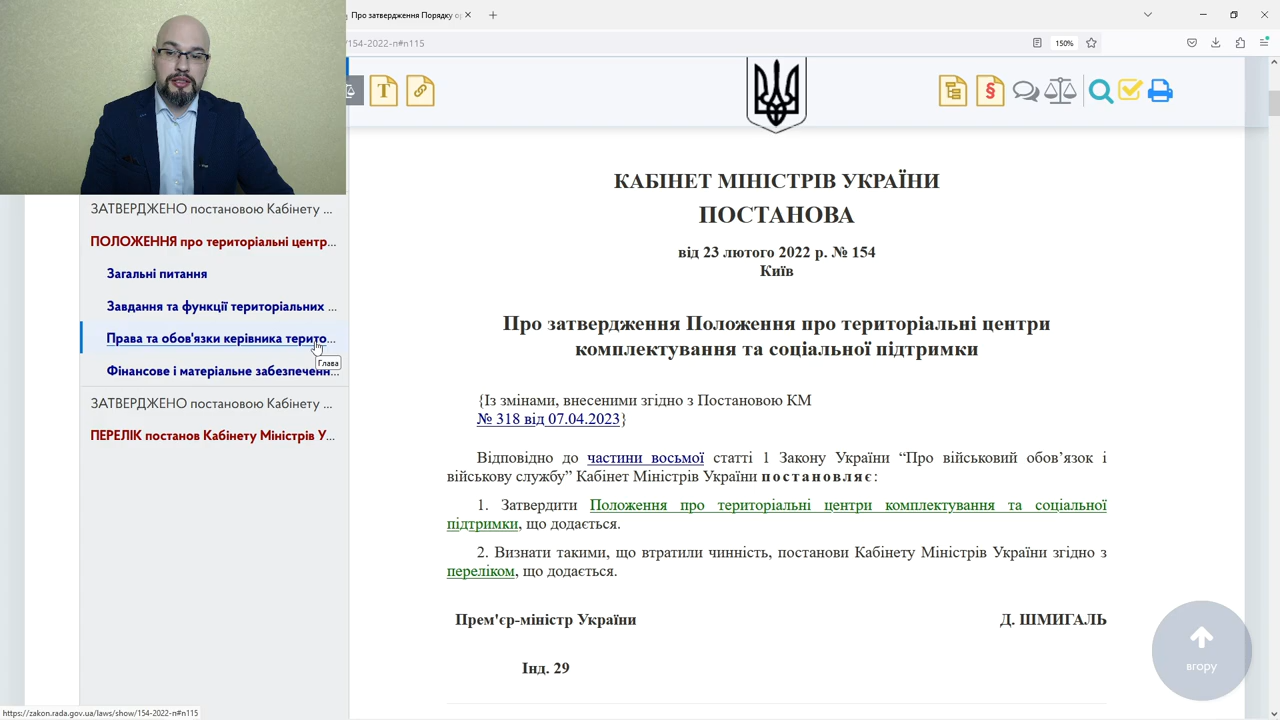 Про затвердження Порядку о
/154-2022-п#n115
150%
T
§
ЗАТВЕРДЖЕНО постановою Кабінету ...
ПОЛОЖЕННЯ про територіальні центр...
Загальні питання
Завдання та функції територіальних ...
Права та обов'язки керівника терито...
Глава
Фінансове і матеріальне забезпеченн...
ЗАТВЕРДЖЕНО постановою Кабінету ...
ПЕРЕЛІК постанов Кабінету Міністрів У...
КАБІНЕТ МІНІСТРІВ УКРАЇНИ
ПОСТАНОВА
від 23 лютого 2022 р. № 154
Київ
Про затвердження Положення про територіальні центри
комплектування та соціальної підтримки
{Із змінами, внесеними згідно з Постановою КМ
№ 318 від 07.04.2023}
Відповідно до частини восьмої статті 1 Закону України “Про військовий обов’язок і
військову службу” Кабінет Міністрів України постановляє:
1. Затвердити Положення про територіальні центри комплектування та соціальної
підтримки, що додається.
2. Визнати такими, що втратили чинність, постанови Кабінету Міністрів України згідно з
переліком, що додається.
Прем'єр-міністр України Д. ШМИГАЛЬ
Інд. 29
вгору
https://zakon.rada.gov.ua/laws/show/154-2022-п#n115